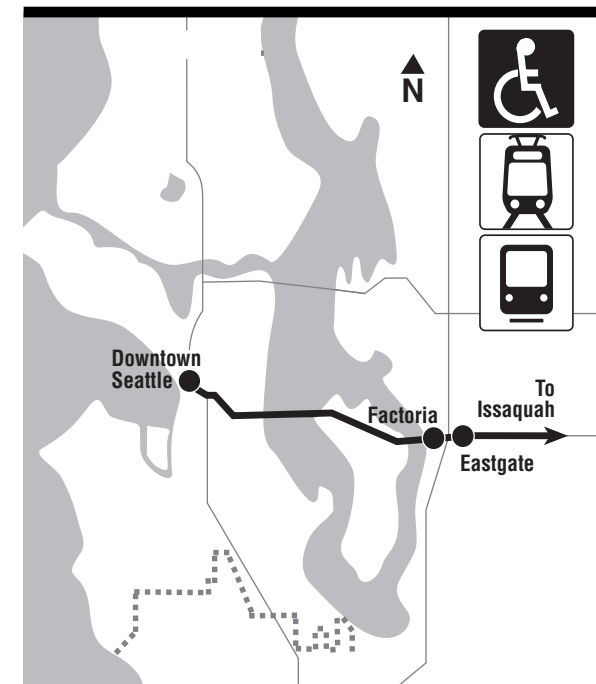 N
Downtown
Seattle
To
Issaquah
Factoria
Eastgate